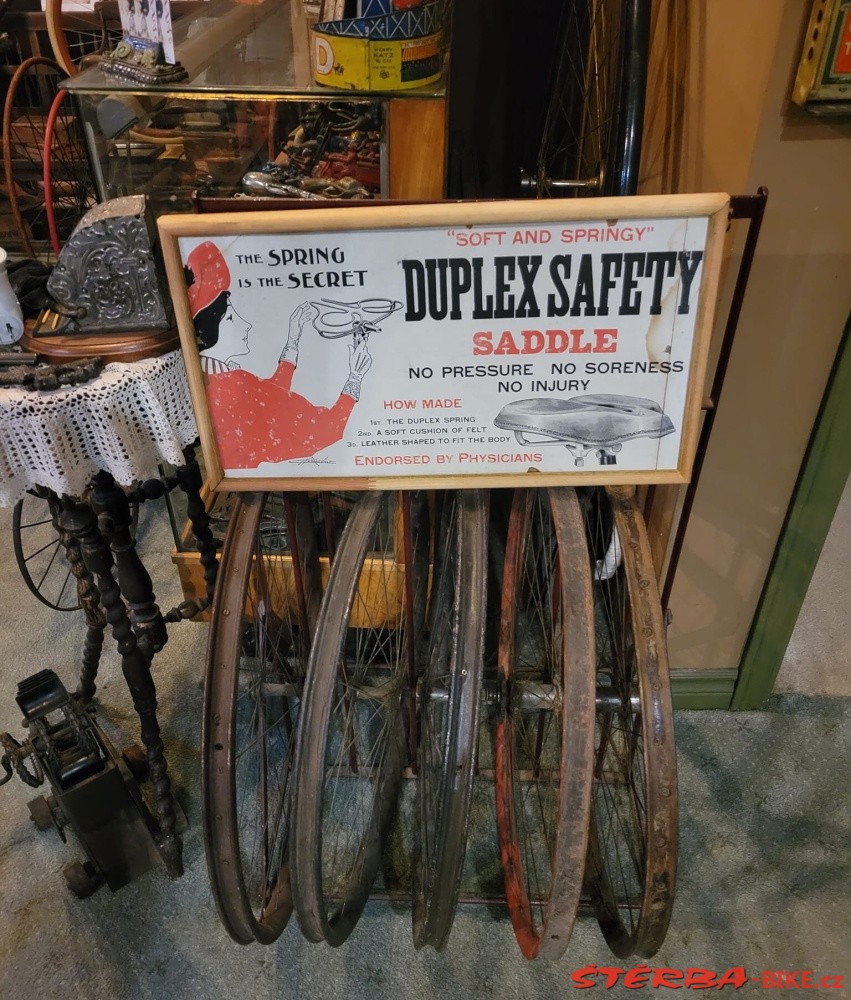 "SOFT AND SPRINGY"
THE SPRING
IS THE SECRET
DUPLEX SAFETY
SADDLE
NO PRESSURE NO SORENESS
NO INJURY
HOW MADE
1ST. THE DUPLEX SPRING
2ND. A SOFT CUSHION OF FELT
3D. LEATHER SHAPED TO FIT THE BODY
ENDORSED BY PHYSICIANS
D
KATZ
& CO
ŠTĚRBA-BIKE.cz